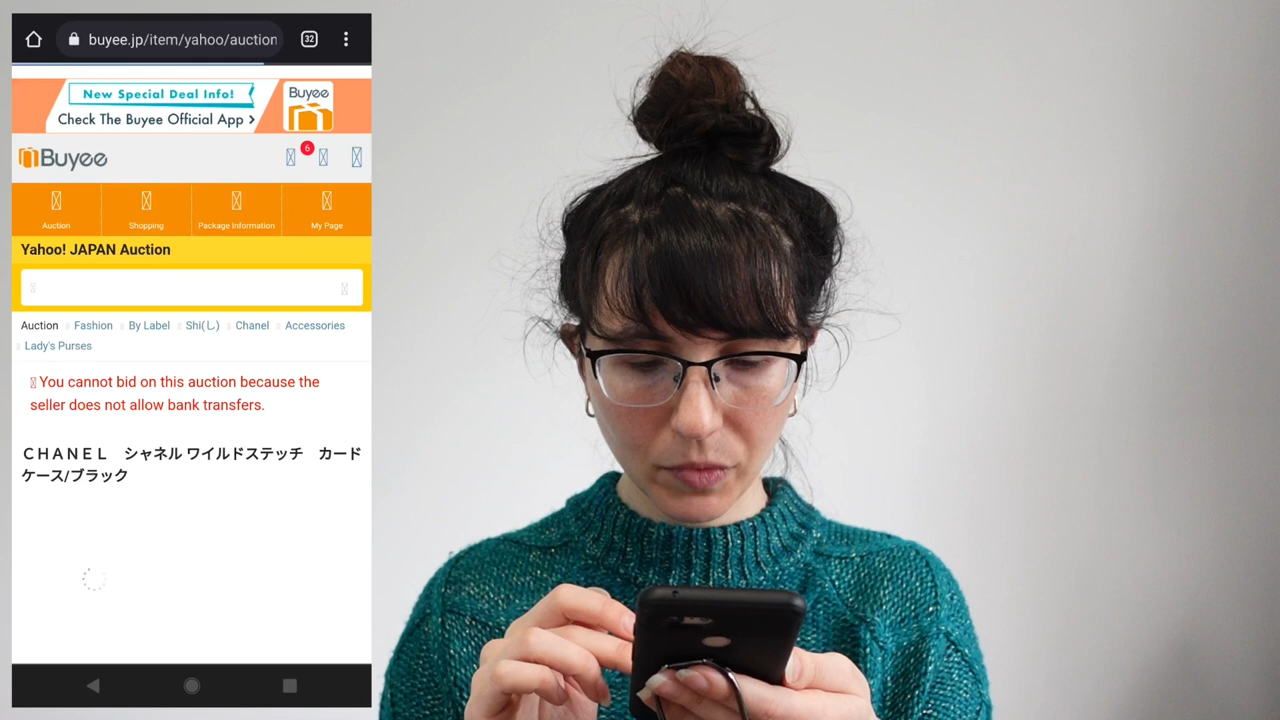 buyee.jp/item/yahoo/auction
32
New Special Deal Info!
Check The Buyee Official App >
Buyee
Buyee
6
Auction Shopping Package Information My Page
Yahoo! JAPAN Auction
Auction Fashion By Label Shi(し) Chanel Accessories
Lady's Purses
You cannot bid on this auction because the
seller does not allow bank transfers.
ＣＨＡＮＥＬ　シャネル ワイルドステッチ　カード
ケース/ブラック